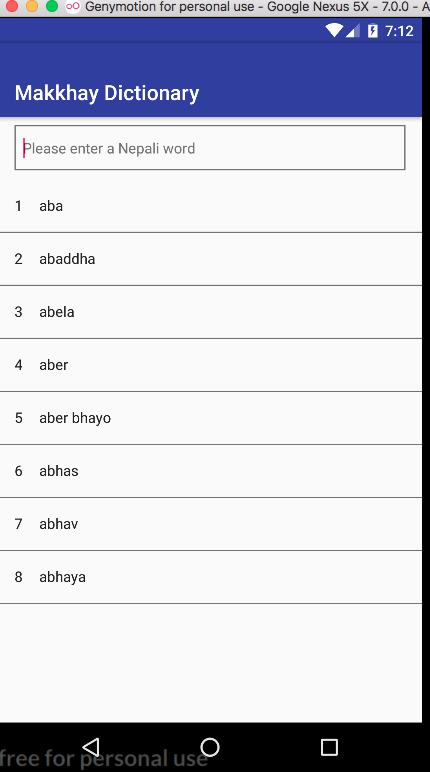 Genymotion for personal use - Google Nexus 5X - 7.0.0 - A
7:12
Makkhay Dictionary
Please enter a Nepali word
1 aba
2 abaddha
3 abela
4 aber
5 aber bhayo
6 abhas
7 abhav
8 abhaya
free for personal use